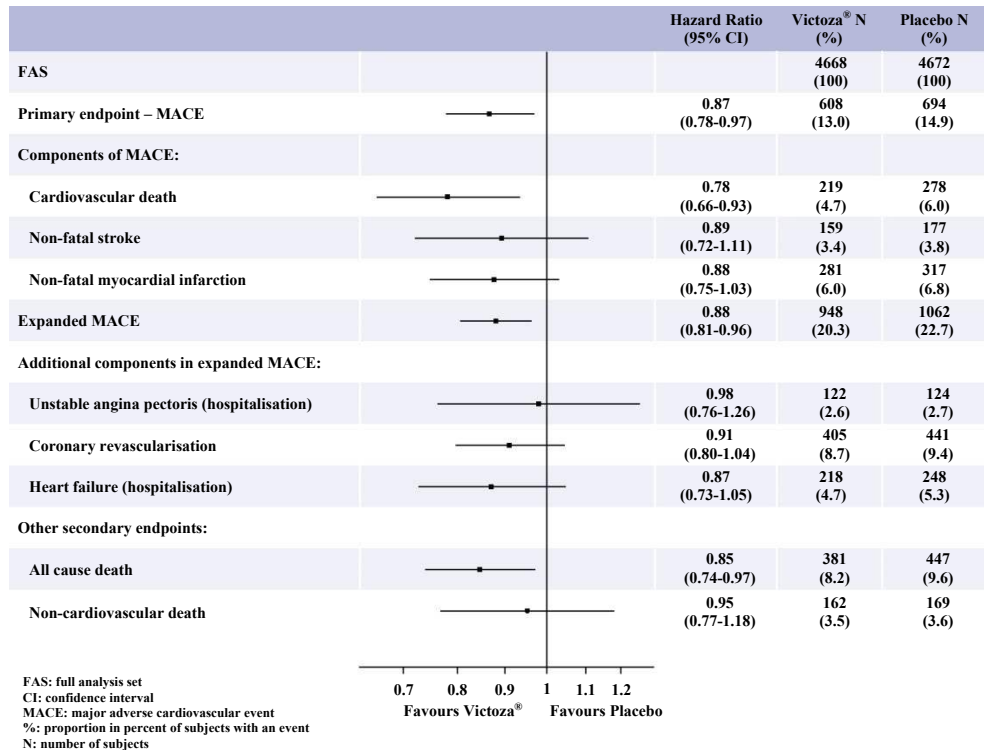 Hazard Ratio (95% CI) Victoza® N (%) Placebo N (%)
FAS 4668 (100) 4672 (100)
Primary endpoint – MACE 0.87 (0.78-0.97) 608 (13.0) 694 (14.9)
Components of MACE:
Cardiovascular death 0.78 (0.66-0.93) 219 (4.7) 278 (6.0)
Non-fatal stroke 0.89 (0.72-1.11) 159 (3.4) 177 (3.8)
Non-fatal myocardial infarction 0.88 (0.75-1.03) 281 (6.0) 317 (6.8)
Expanded MACE 0.88 (0.81-0.96) 948 (20.3) 1062 (22.7)
Additional components in expanded MACE:
Unstable angina pectoris (hospitalisation) 0.98 (0.76-1.26) 122 (2.6) 124 (2.7)
Coronary revascularisation 0.91 (0.80-1.04) 405 (8.7) 441 (9.4)
Heart failure (hospitalisation) 0.87 (0.73-1.05) 218 (4.7) 248 (5.3)
Other secondary endpoints:
All cause death 0.85 (0.74-0.97) 381 (8.2) 447 (9.6)
Non-cardiovascular death 0.95 (0.77-1.18) 162 (3.5) 169 (3.6)
0.7 0.8 0.9 1 1.1 1.2
Favours Victoza® Favours Placebo
FAS: full analysis set
CI: confidence interval
MACE: major adverse cardiovascular event
%: proportion in percent of subjects with an event
N: number of subjects